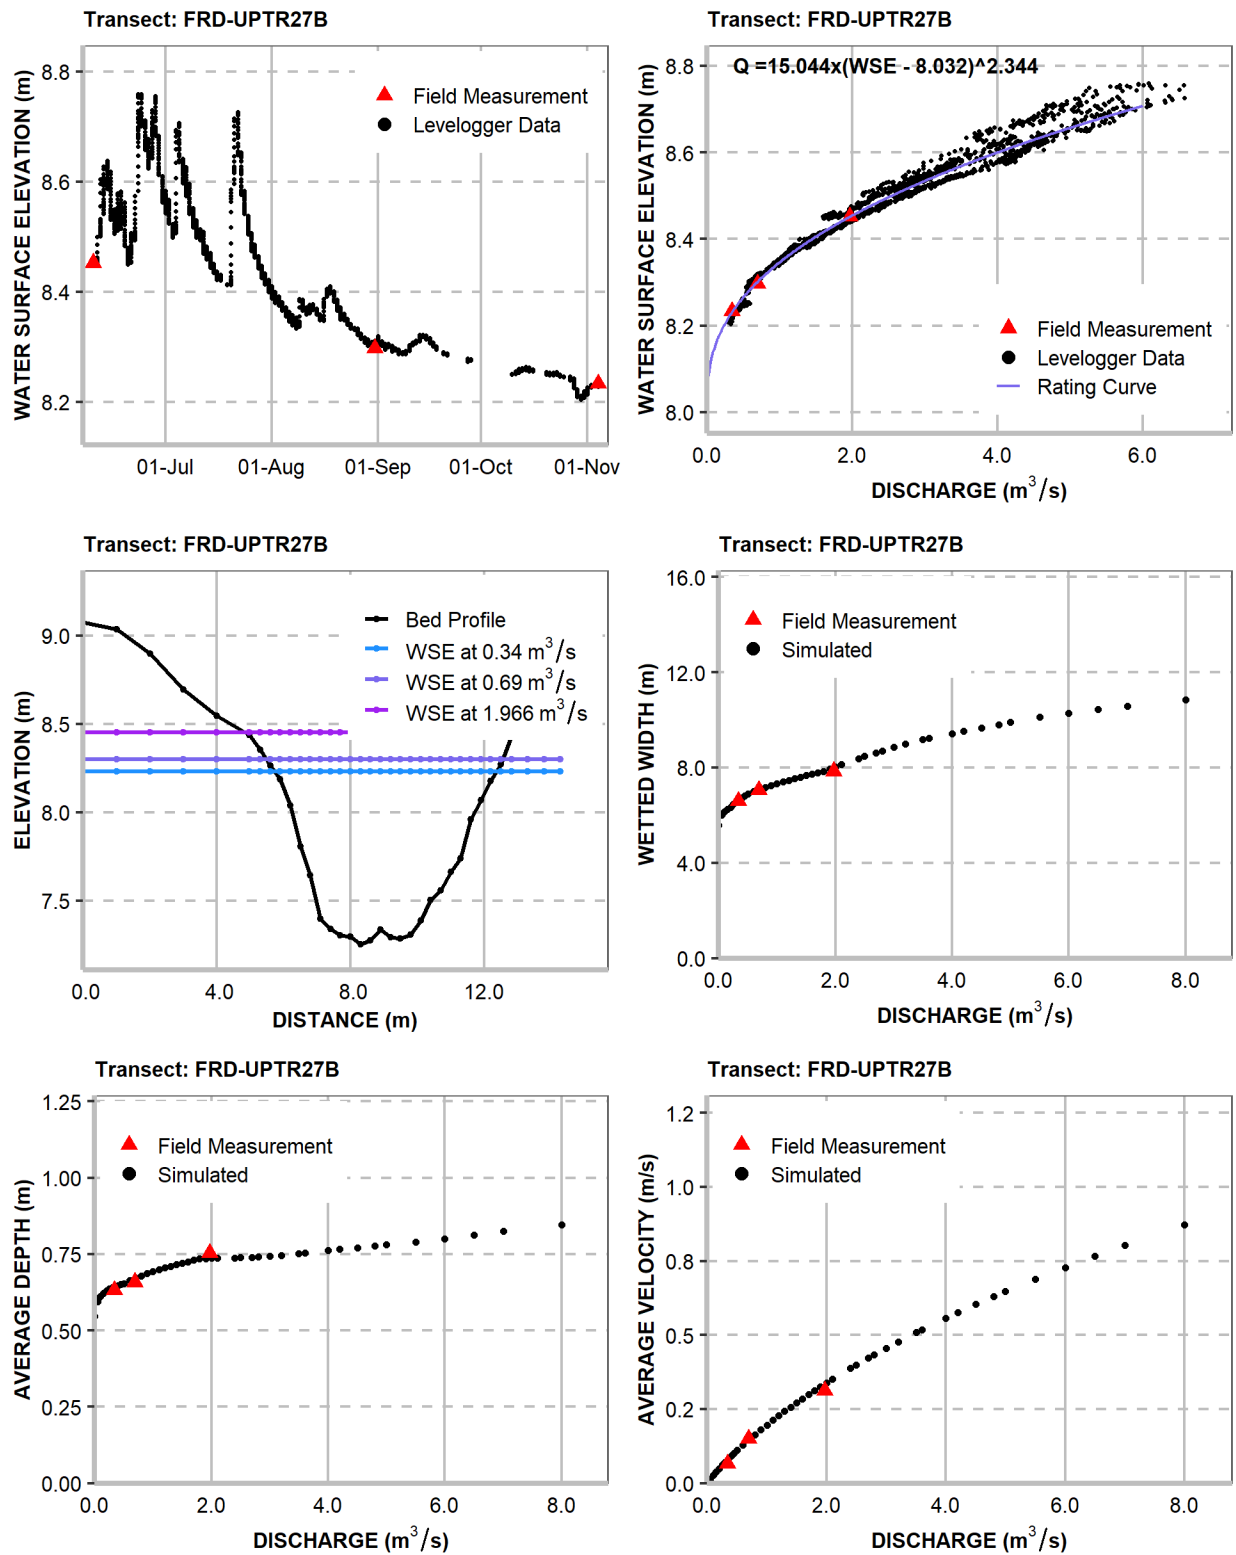 Transect: FRD-UPTR27B
WATER SURFACE ELEVATION (m)
8.8
8.6
8.4
8.2
Field Measurement
Levelogger Data
01-Jul
01-Aug
01-Sep
01-Oct
01-Nov
Q =15.044x(WSE - 8.032)^2.344
WATER SURFACE ELEVATION (m)
8.8
8.6
8.4
8.2
8.0
Field Measurement
Levelogger Data
Rating Curve
0.0
2.0
4.0
6.0
DISCHARGE (m³/s)
Transect: FRD-UPTR27B
ELEVATION (m)
9.0
8.5
8.0
7.5
Bed Profile
WSE at 0.34 m³/s
WSE at 0.69 m³/s
WSE at 1.966 m³/s
0.0
4.0
8.0
12.0
DISTANCE (m)
Transect: FRD-UPTR27B
WETTED WIDTH (m)
16.0
12.0
8.0
4.0
0.0
Field Measurement
Simulated
0.0
2.0
4.0
6.0
8.0
DISCHARGE (m³/s)
Transect: FRD-UPTR27B
AVERAGE DEPTH (m)
1.25
1.00
0.75
0.50
0.25
0.00
Field Measurement
Simulated
0.0
2.0
4.0
6.0
8.0
DISCHARGE (m³/s)
Transect: FRD-UPTR27B
AVERAGE VELOCITY (m/s)
1.2
1.0
0.8
0.5
0.2
0.0
Field Measurement
Simulated
0.0
2.0
4.0
6.0
8.0
DISCHARGE (m³/s)
Transect: FRD-UPTR27B